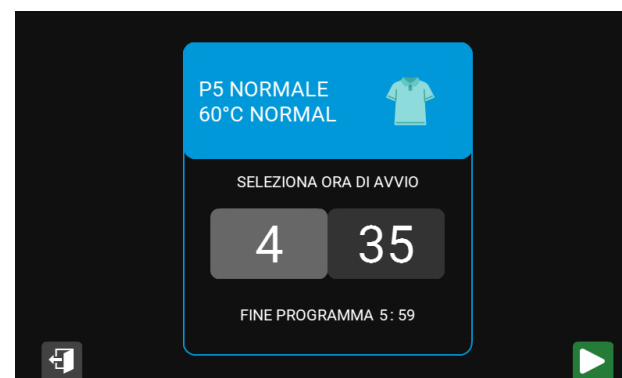 P5 NORMALE
60°C NORMAL
SELEZIONA ORA DI AVVIO
4 35
FINE PROGRAMMA 5:59